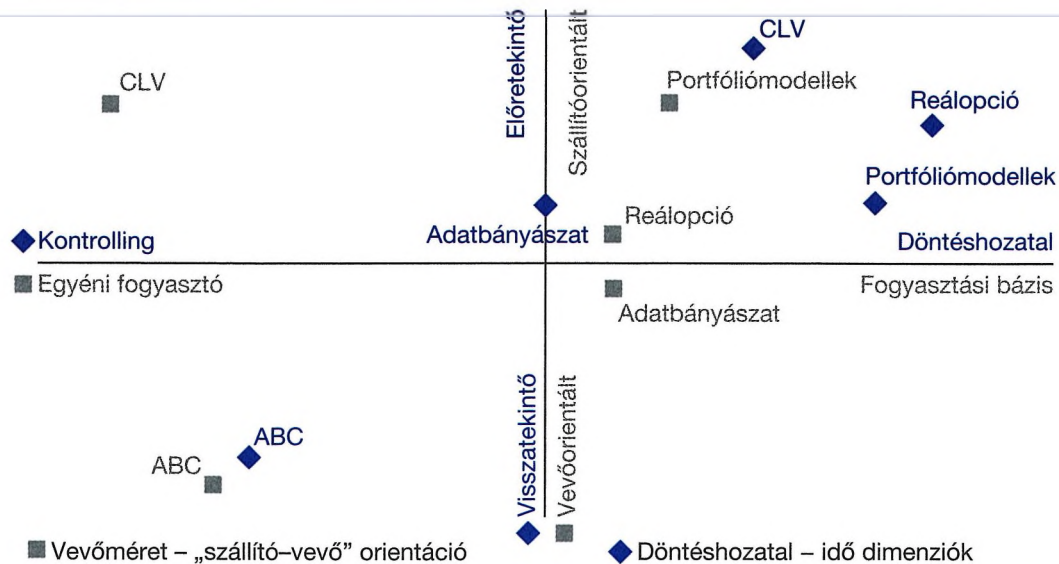 CLV
Előretekintő
Szállítóorientált
CLV
Portfóliómodellek
Reálopció
Portfóliómodellek
Adatbányászat
Reálopció
Kontrolling
Döntéshozatal
Egyéni fogyasztó
Fogyasztási bázis
Adatbányászat
ABC
ABC
Visszatekintő
Vevőorientált
Vevőméret – „szállító–vevő” orientáció
Döntéshozatal – idő dimenziók